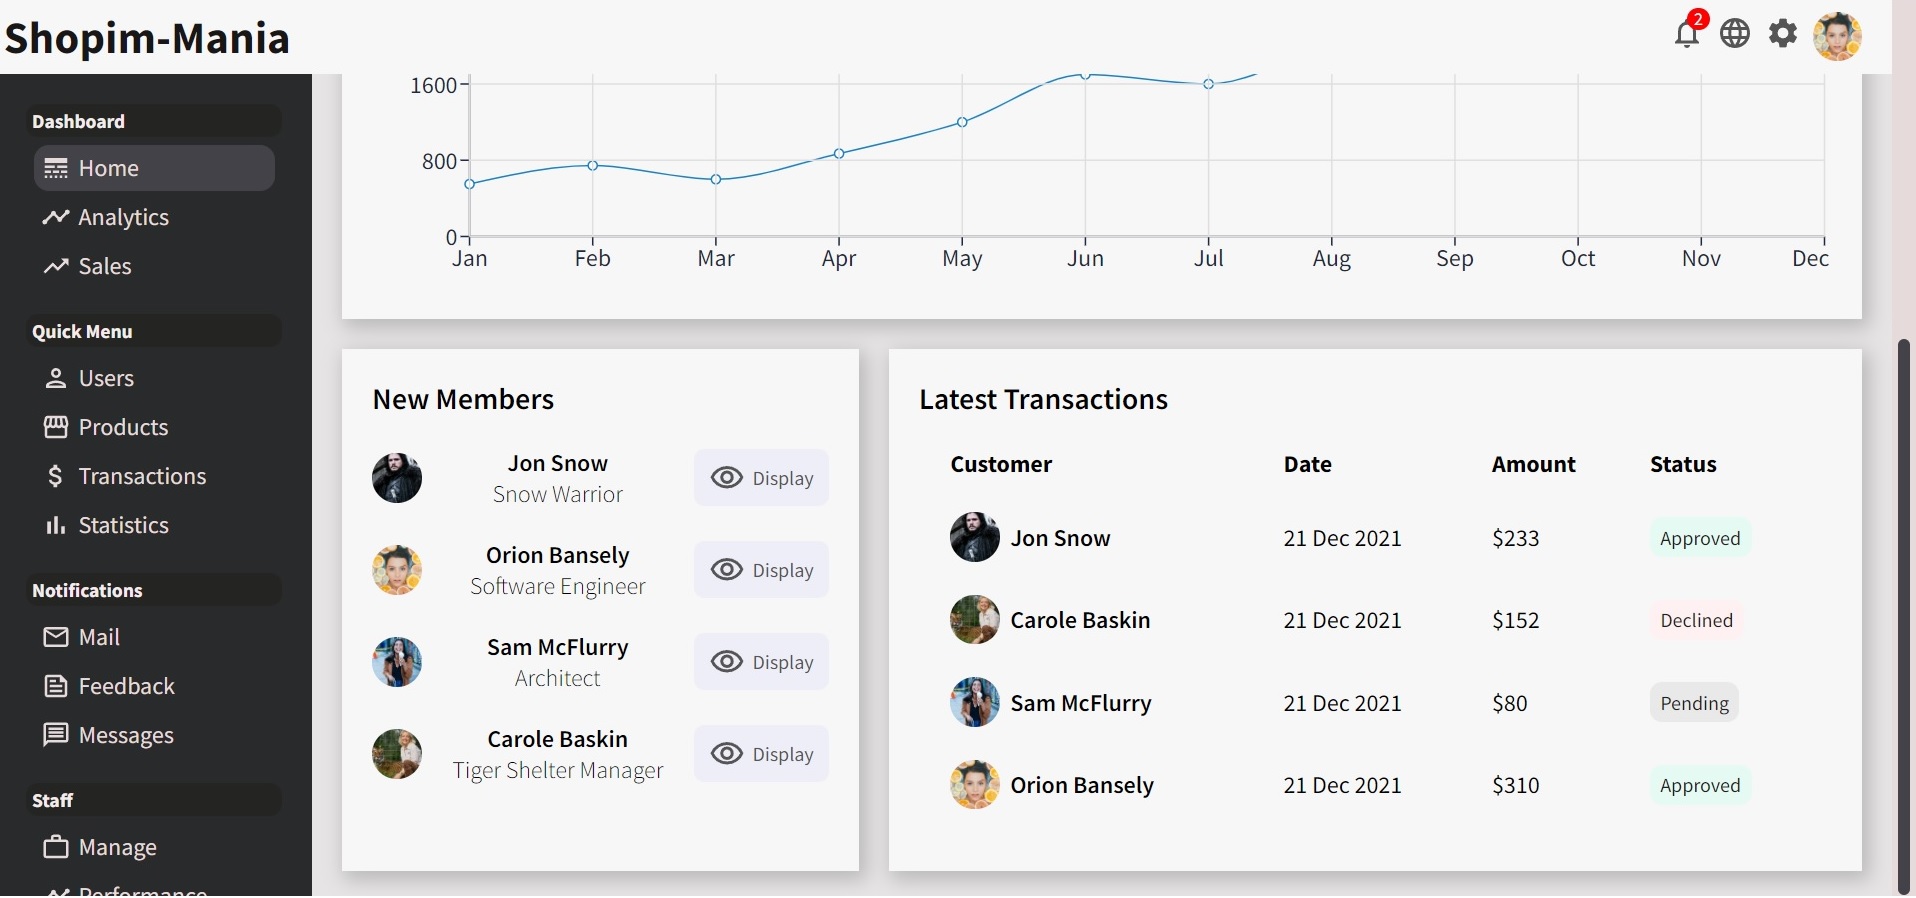 Shopim-Mania
2
Dashboard
Home
Analytics
Sales
Quick Menu
Users
Products
Transactions
Statistics
Notifications
Mail
Feedback
Messages
Staff
Manage
Performance
1600
800
0
Jan Feb Mar Apr May Jun Jul Aug Sep Oct Nov Dec
New Members
Jon Snow
Snow Warrior
Display
Orion Bansely
Software Engineer
Display
Sam McFlurry
Architect
Display
Carole Baskin
Tiger Shelter Manager
Display
Latest Transactions
Customer Date Amount Status
Jon Snow 21 Dec 2021 $233 Approved
Carole Baskin 21 Dec 2021 $152 Declined
Sam McFlurry 21 Dec 2021 $80 Pending
Orion Bansely 21 Dec 2021 $310 Approved